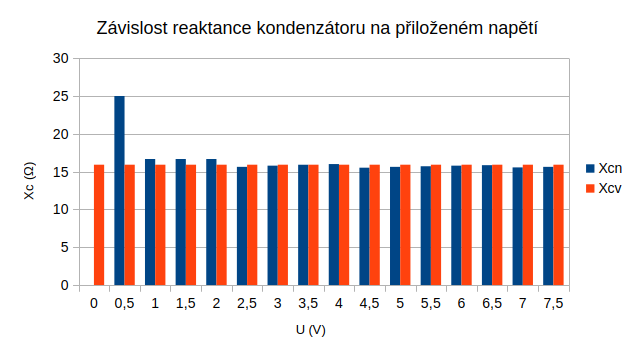 Závislost reaktance kondenzátoru na přiloženém napětí
30
25
20
15
10
5
0
Xc (Ω)
0 0,5 1 1,5 2 2,5 3 3,5 4 4,5 5 5,5 6 6,5 7 7,5
U (V)
Xcn
Xcv